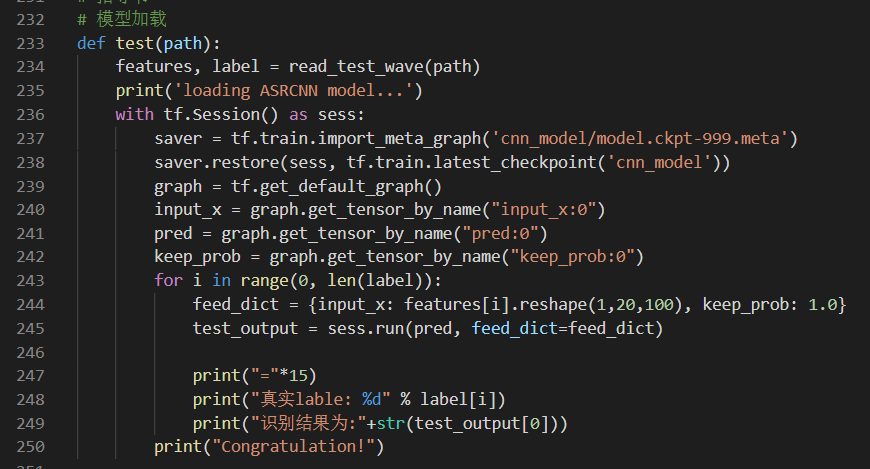 232 # 模型加载
233 def test(path):
234     features, label = read_test_wave(path)
235     print('loading ASRCNN model...')
236     with tf.Session() as sess:
237         saver = tf.train.import_meta_graph('cnn_model/model.ckpt-999.meta')
238         saver.restore(sess, tf.train.latest_checkpoint('cnn_model'))
239         graph = tf.get_default_graph()
240         input_x = graph.get_tensor_by_name("input_x:0")
241         pred = graph.get_tensor_by_name("pred:0")
242         keep_prob = graph.get_tensor_by_name("keep_prob:0")
243         for i in range(0, len(label)):
244             feed_dict = {input_x: features[i].reshape(1,20,100), keep_prob: 1.0}
245             test_output = sess.run(pred, feed_dict=feed_dict)
246
247             print("="*15)
248             print("真实lable: %d" % label[i])
249             print("识别结果为:"+str(test_output[0]))
250         print("Congratulation!")